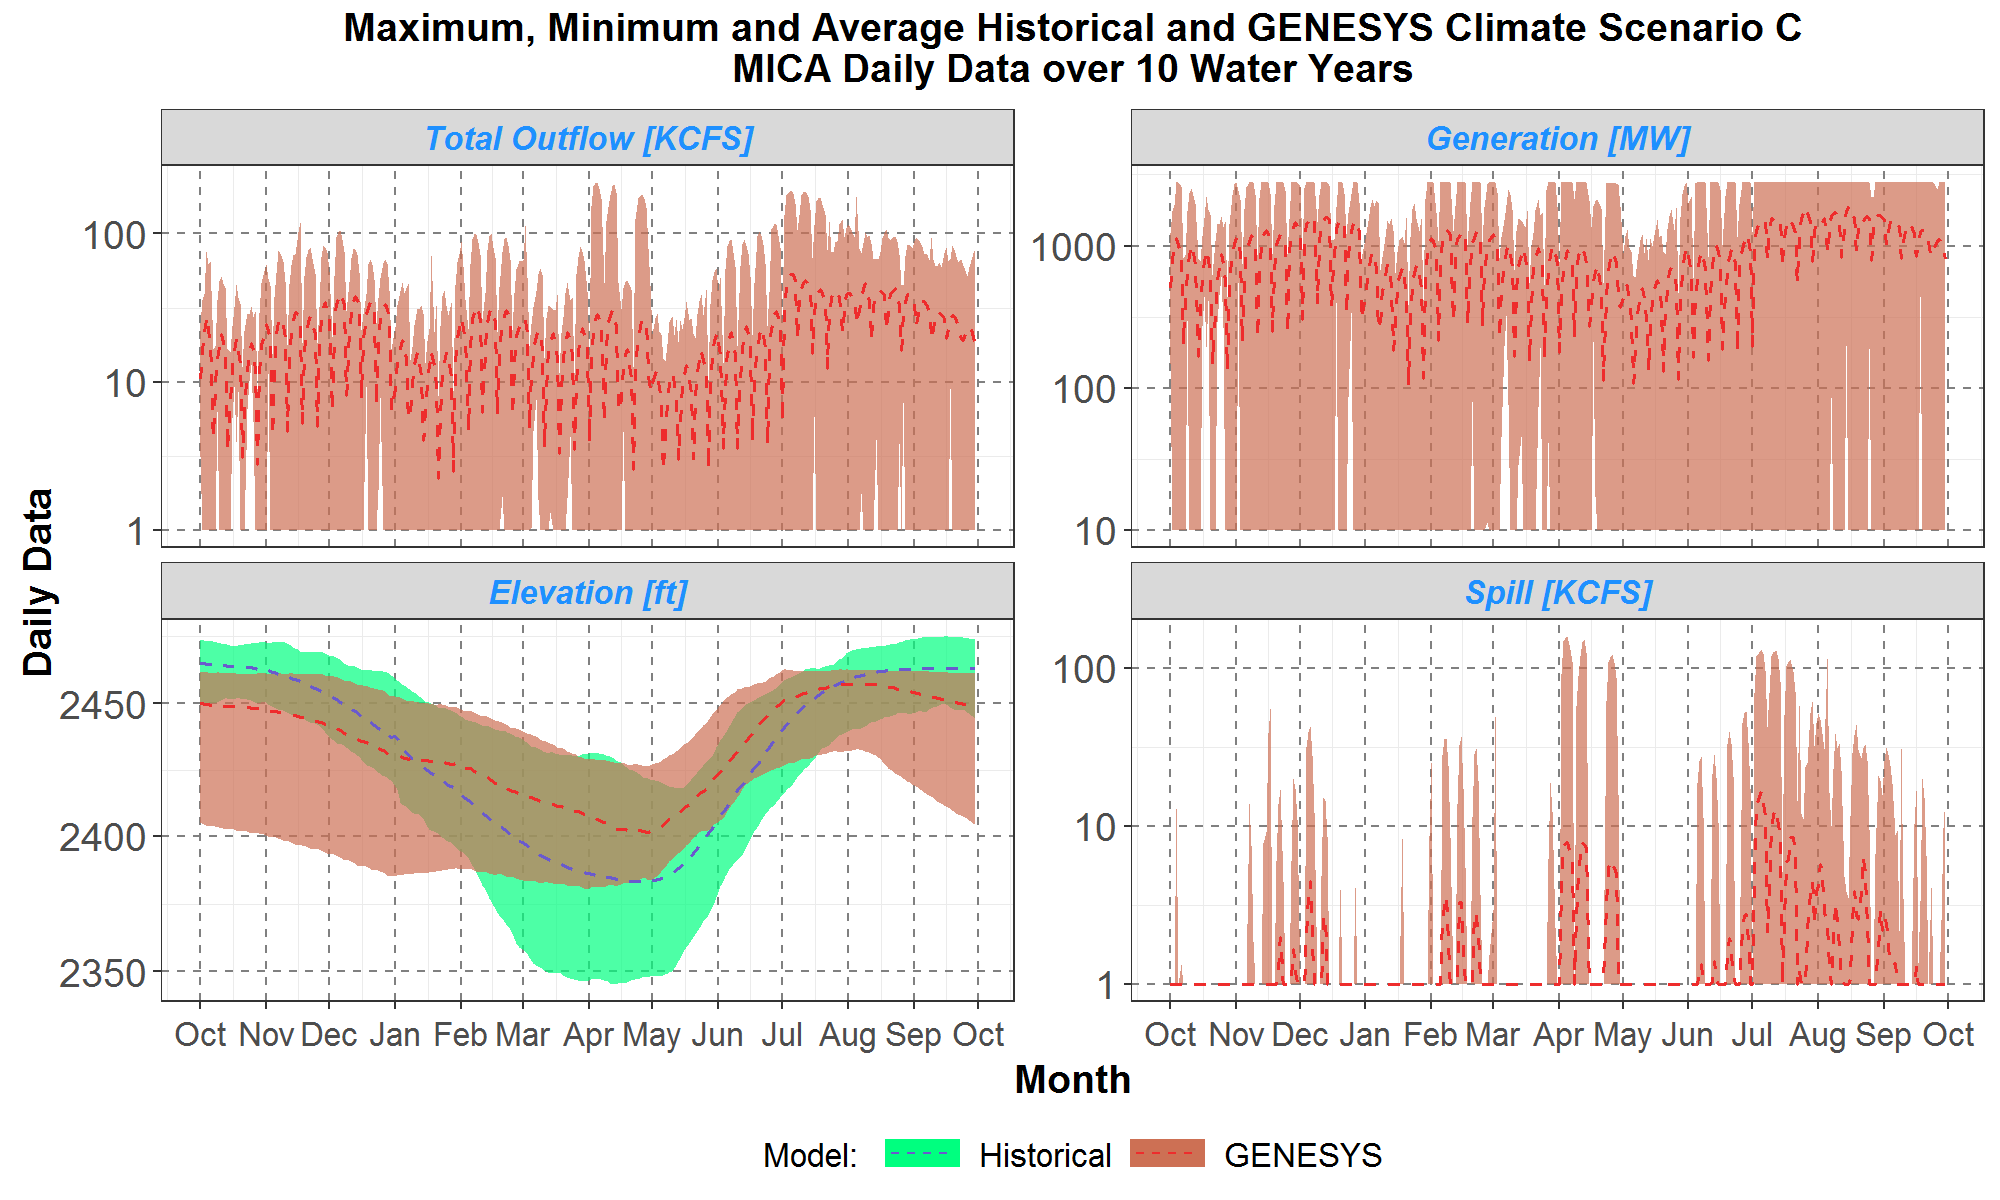 Maximum, Minimum and Average Historical and GENESYS Climate Scenario C
MICA Daily Data over 10 Water Years
Total Outflow [KCFS]
Generation [MW]
100
10
1
1000
100
10
Daily Data
Elevation [ft]
Spill [KCFS]
2450
2400
2350
100
10
1
Oct Nov Dec Jan Feb Mar Apr May Jun Jul Aug Sep Oct
Oct Nov Dec Jan Feb Mar Apr May Jun Jul Aug Sep Oct
Month
Model: Historical GENESYS